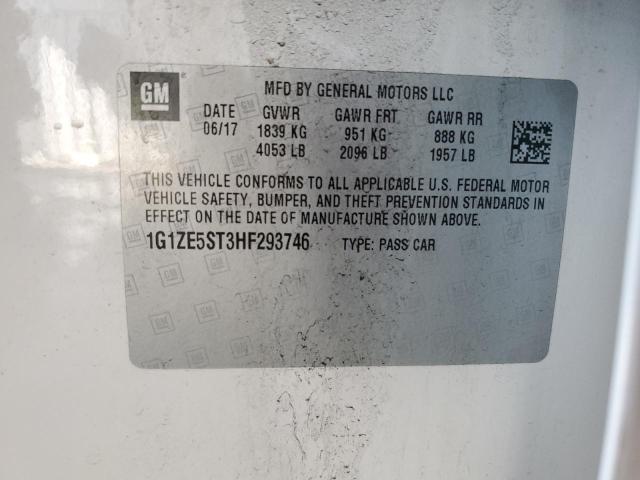 GM
MFD BY GENERAL MOTORS LLC
DATE GVWR GAWR FRT GAWR RR
06/17 1839 KG 951 KG 888 KG
4053 LB 2096 LB 1957 LB
THIS VEHICLE CONFORMS TO ALL APPLICABLE U.S. FEDERAL MOTOR
VEHICLE SAFETY, BUMPER, AND THEFT PREVENTION STANDARDS IN
EFFECT ON THE DATE OF MANUFACTURE SHOWN ABOVE.
1G1ZE5ST3HF293746 TYPE: PASS CAR